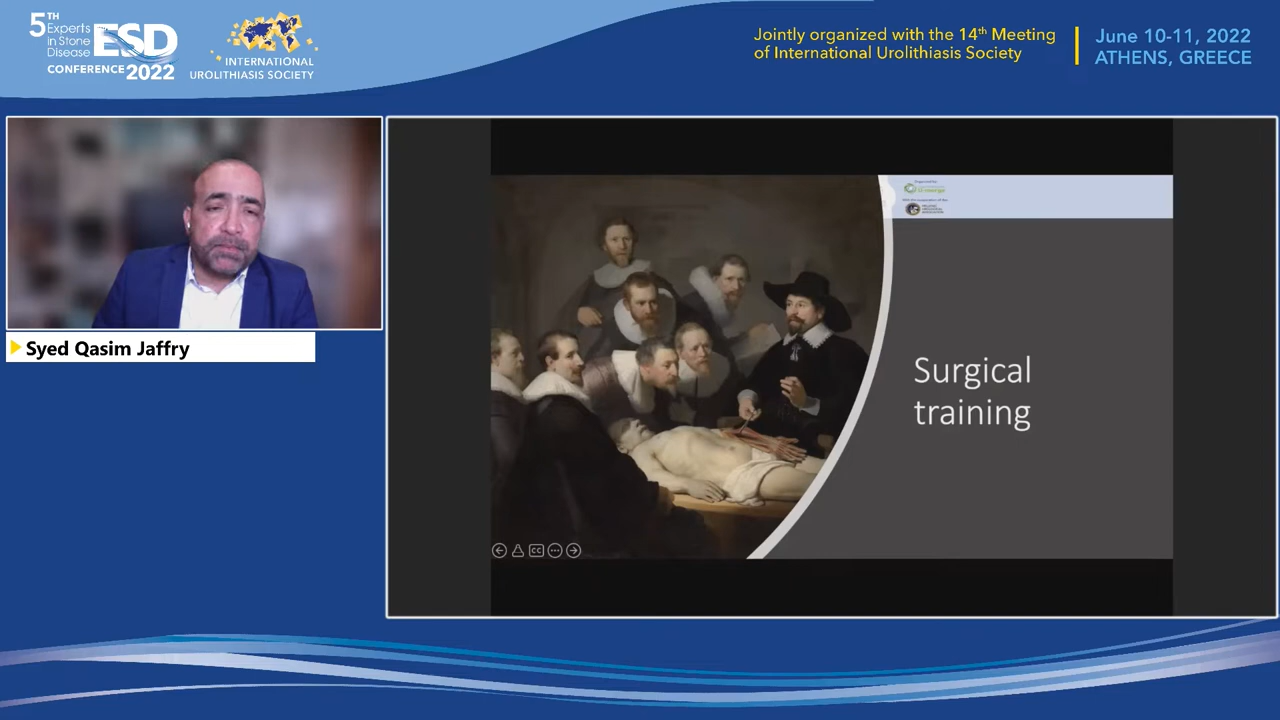 5TH
Experts
in Stone
Disease
ESD
CONFERENCE 2022
INTERNATIONAL
UROLITHIASIS SOCIETY
Jointly organized with the 14th Meeting
of International Urolithiasis Society
June 10-11, 2022
ATHENS, GREECE
Syed Qasim Jaffry
Surgical
training
CC